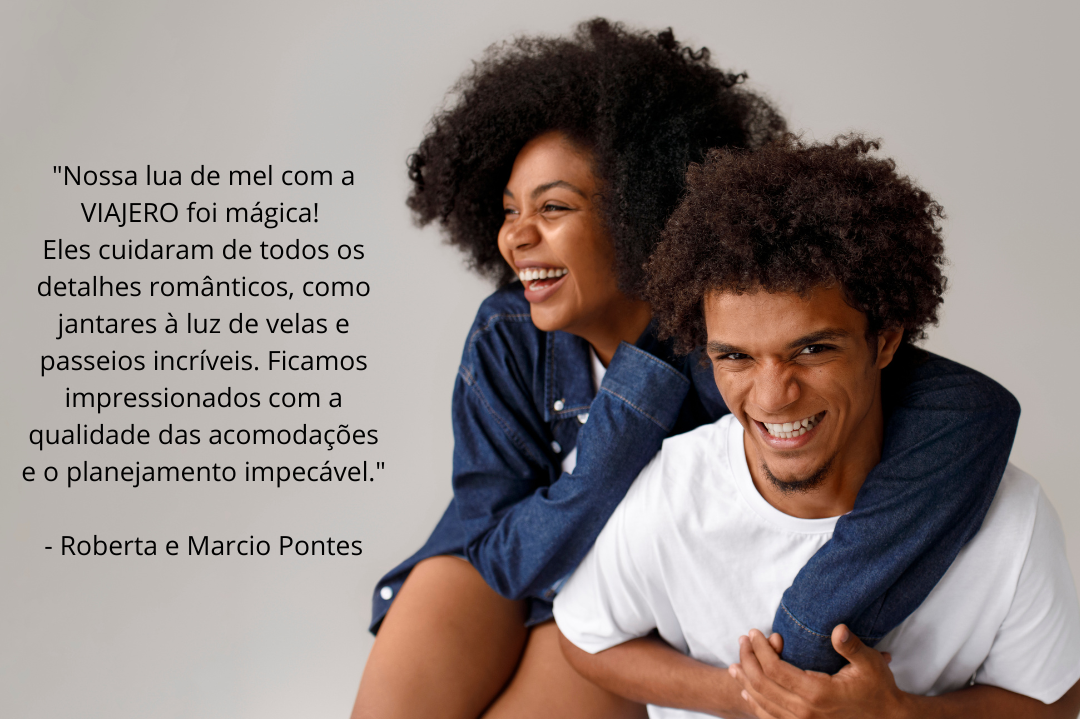 "Nossa lua de mel com a
VIAJERO foi mágica!
Eles cuidaram de todos os
detalhes românticos, como
jantares à luz de velas e
passeios incríveis. Ficamos
impressionados com a
qualidade das acomodações
e o planejamento impecável."
- Roberta e Marcio Pontes